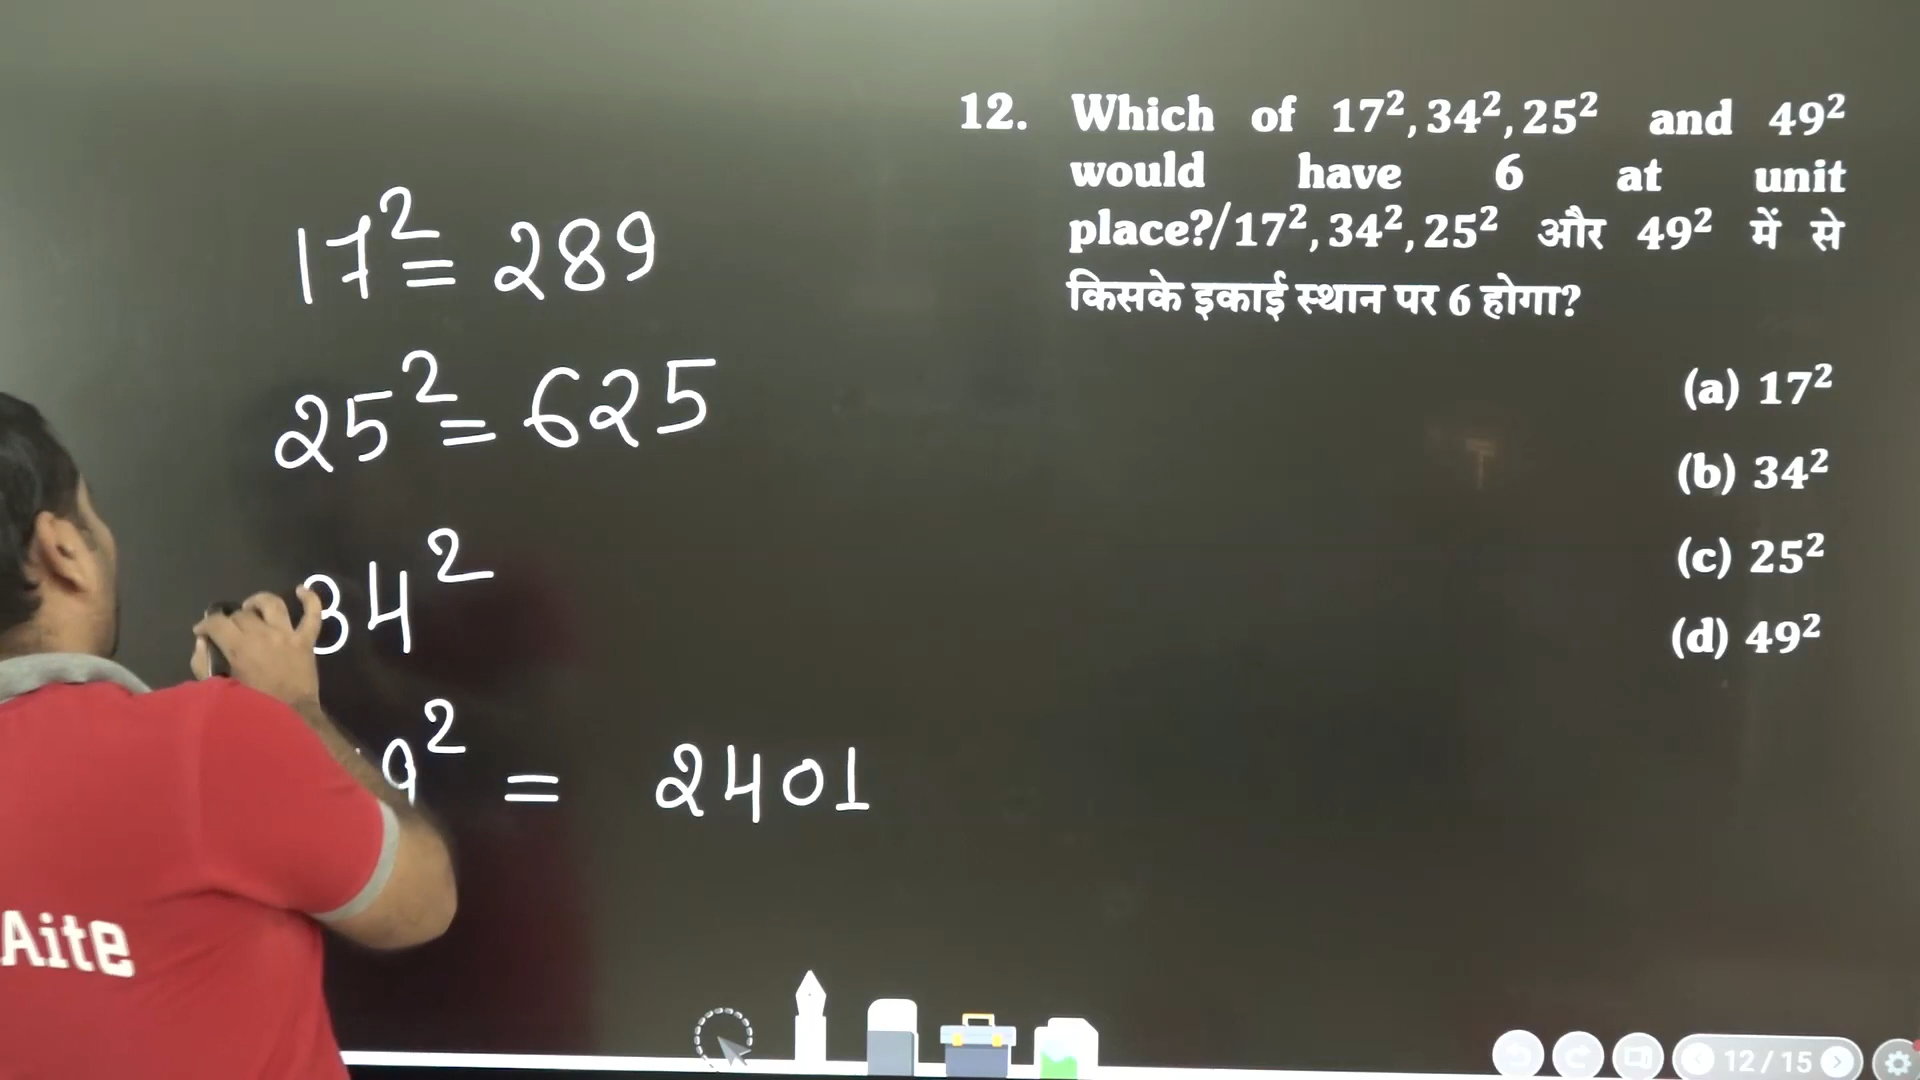 12. Which of 17², 34², 25² and 49²
would have 6 at unit
place?/17², 34², 25² और 49² में से
किसके इकाई स्थान पर 6 होगा?
(a) 17²
(b) 34²
(c) 25²
(d) 49²
17² = 289
25² = 625
34²
9² = 2401
Aite
12 / 15